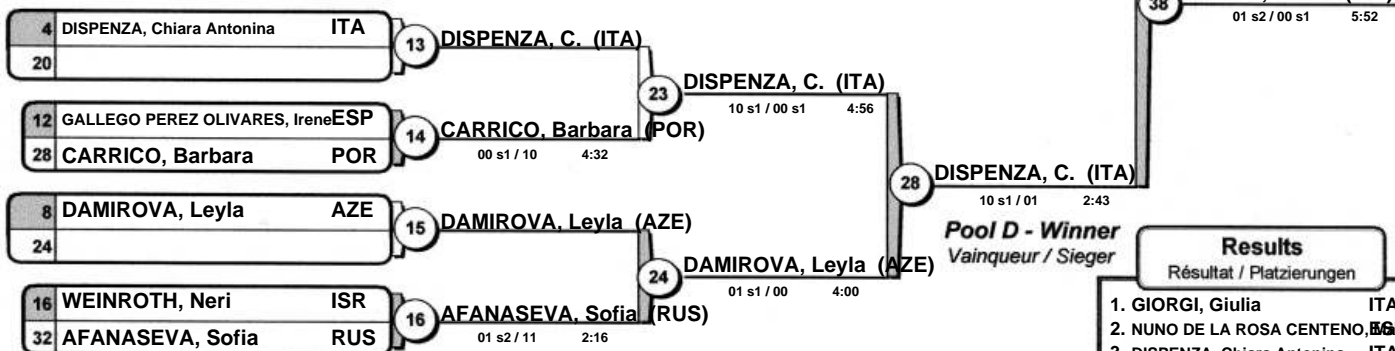 38
01 s2 / 00 s1 5:52
4 DISPENZA, Chiara Antonina ITA
20
13 DISPENZA, C. (ITA)
12 GALLEGO PEREZ OLIVARES, Irene ESP
28 CARRICO, Barbara POR
14 CARRICO, Barbara (POR)
00 s1 / 10 4:32
23 DISPENZA, C. (ITA)
10 s1 / 00 s1 4:56
8 DAMIROVA, Leyla AZE
24
15 DAMIROVA, Leyla (AZE)
16 WEINROTH, Neri ISR
32 AFANASEVA, Sofia RUS
16 AFANASEVA, Sofia (RUS)
01 s2 / 11 2:16
24 DAMIROVA, Leyla (AZE)
01 s1 / 00 4:00
28 DISPENZA, C. (ITA)
10 s1 / 01 2:43
Pool D - Winner
Vainqueur / Sieger
Results
Résultat / Platzierungen
1. GIORGI, Giulia ITA
2. NUNO DE LA ROSA CENTENO,
3. DISPENZA, Chiara Antonina ITA